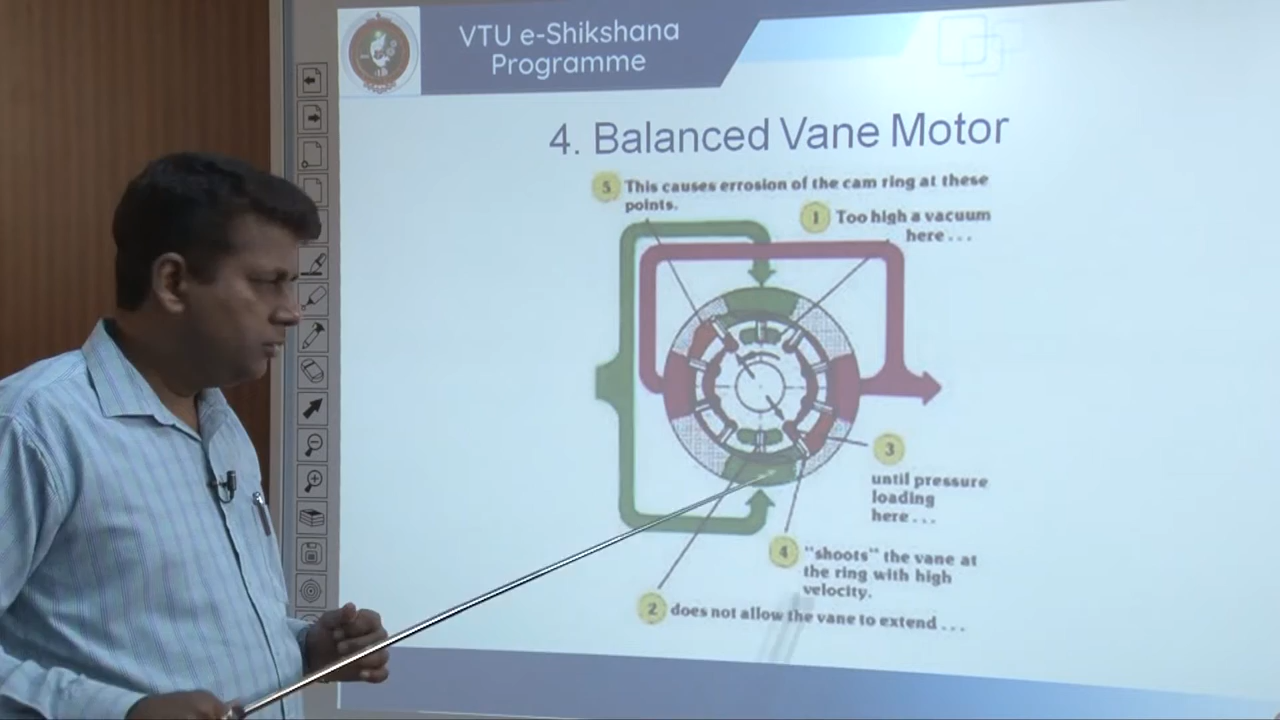 VTU e-Shikshana
Programme
4. Balanced Vane Motor
5 This causes errosion of the cam ring at these
points.
1 Too high a vacuum
here...
3
until pressure
loading
here...
4 "shoots" the vane at
the ring with high
velocity.
2 does not allow the vane to extend...